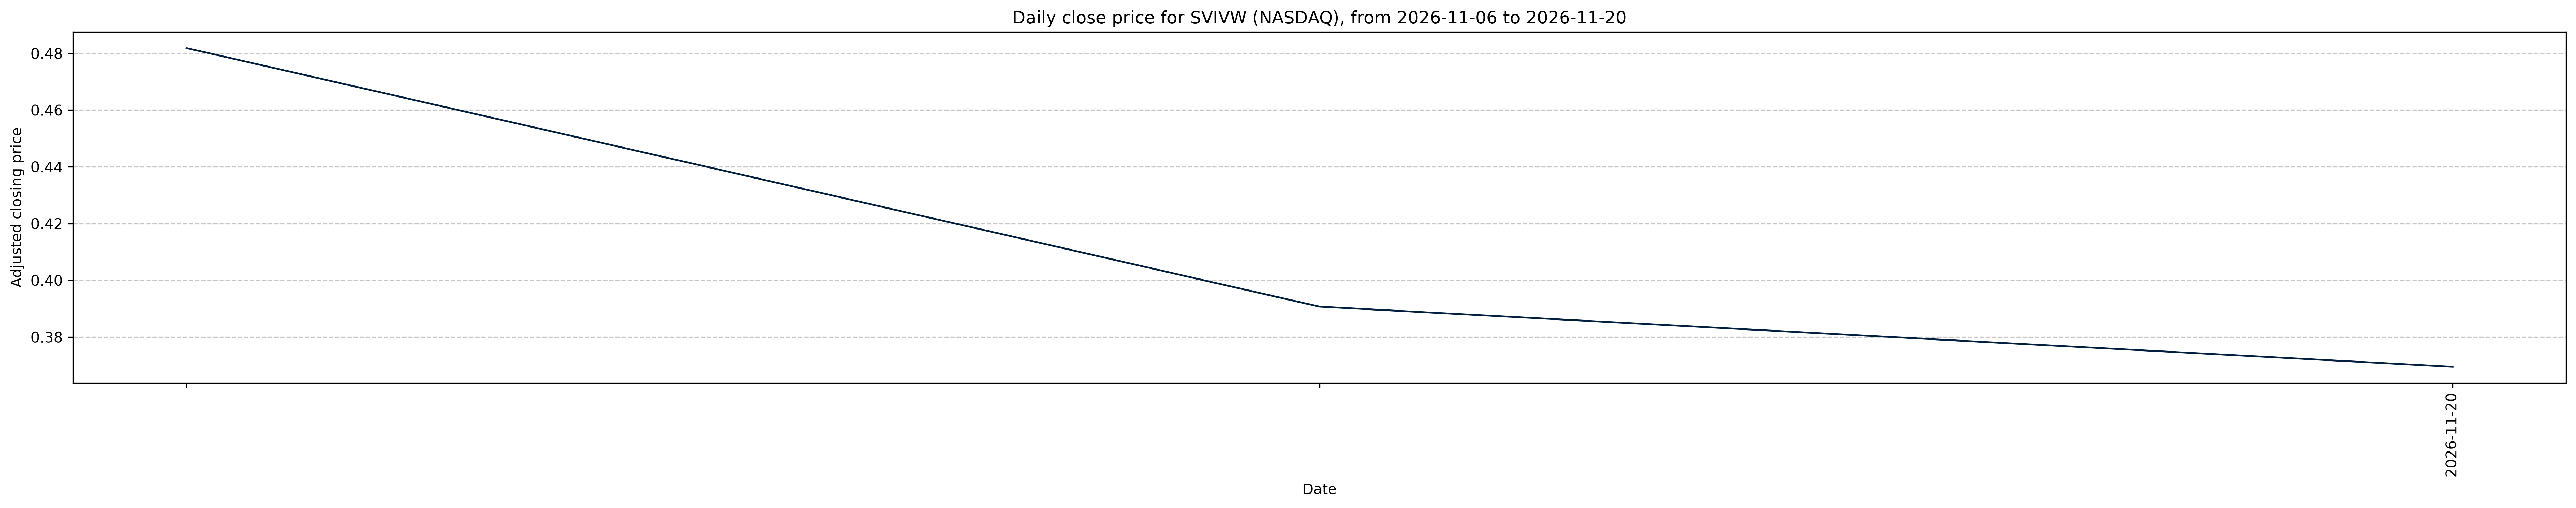 Daily close price for SVIVW (NASDAQ), from 2026-11-06 to 2026-11-20
Adjusted closing price
0.48
0.46
0.44
0.42
0.40
0.38
2026-11-20
Date